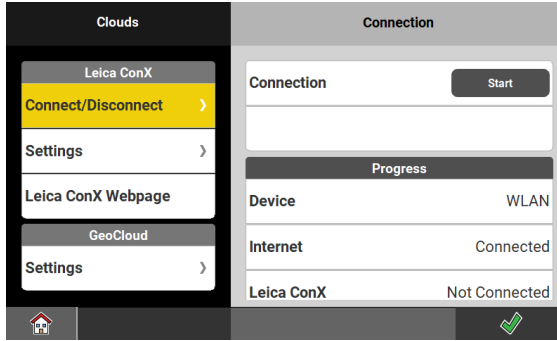 Clouds
Connection
Leica ConX
Connect/Disconnect
Settings
Leica ConX Webpage
GeoCloud
Settings
Connection
Start
Progress
Device WLAN
Internet Connected
Leica ConX Not Connected